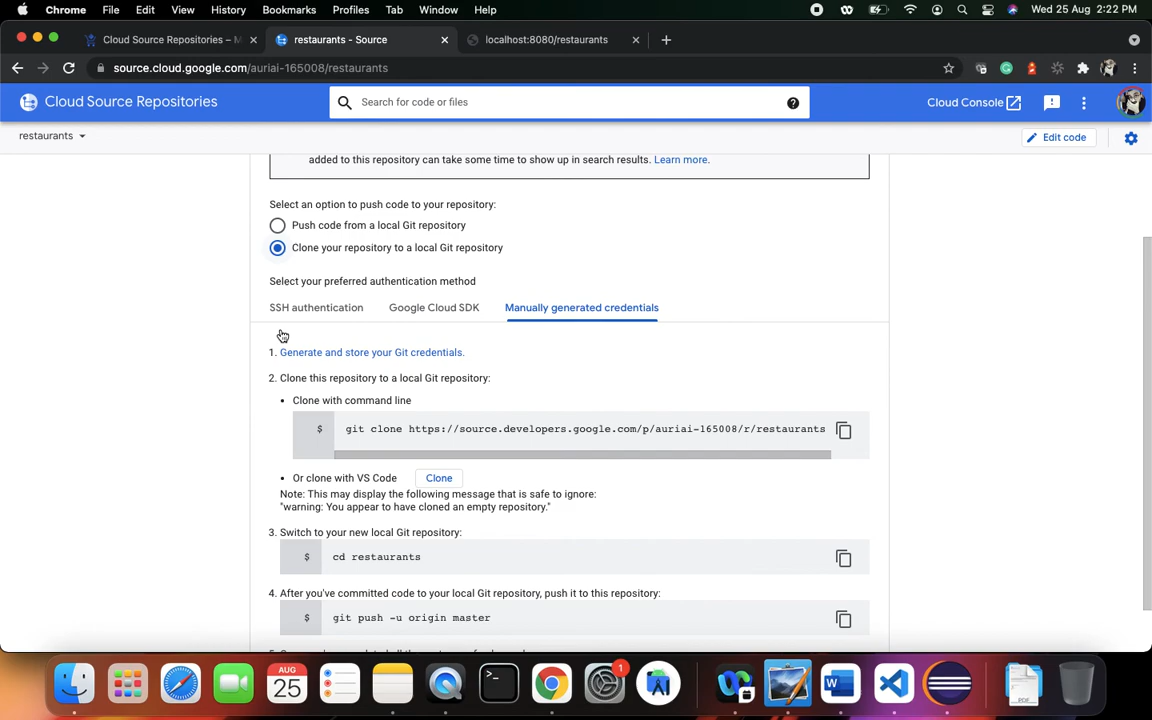 Chrome File Edit View History Bookmarks Profiles Tab Window Help Wed 25 Aug 2:22 PM
Cloud Source Repositories – M restaurants - Source localhost:8080/restaurants
source.cloud.google.com/auriai-165008/restaurants
Cloud Source Repositories Search for code or files Cloud Console
restaurants Edit code
added to this repository can take some time to show up in search results. Learn more.
Select an option to push code to your repository:
Push code from a local Git repository
Clone your repository to a local Git repository
Select your preferred authentication method
SSH authentication Google Cloud SDK Manually generated credentials
1. Generate and store your Git credentials.
2. Clone this repository to a local Git repository:
• Clone with command line
$ git clone https://source.developers.google.com/p/auriai-165008/r/restaurants
• Or clone with VS Code Clone
Note: This may display the following message that is safe to ignore:
"warning: You appear to have cloned an empty repository."
3. Switch to your new local Git repository:
$ cd restaurants
4. After you've committed code to your local Git repository, push it to this repository:
$ git push -u origin master
AUG
25
1
PDF